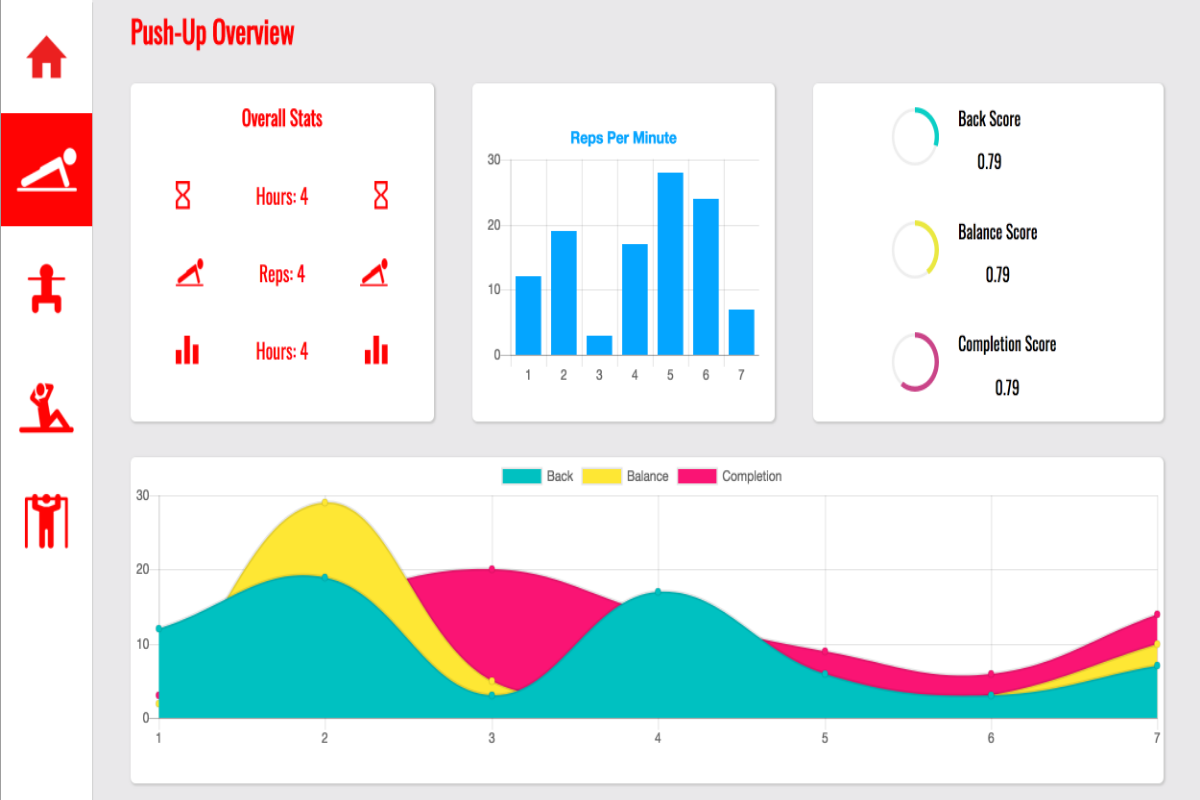 Push-Up Overview
Overall Stats
Hours: 4
Reps: 4
Hours: 4
Reps Per Minute
30
20
10
0
1 2 3 4 5 6 7
Back Score
0.79
Balance Score
0.79
Completion Score
0.79
Back Balance Completion
30
20
10
0
1 2 3 4 5 6 7